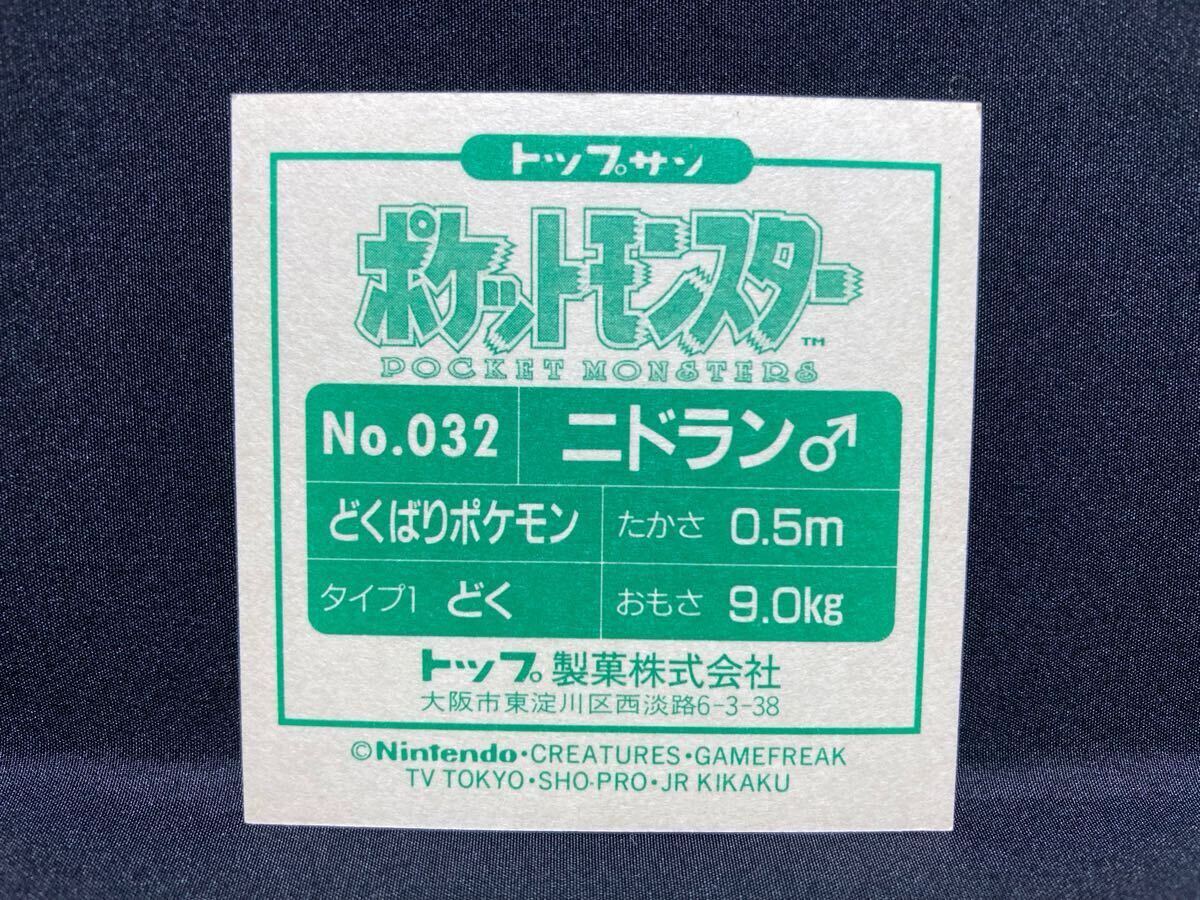 トップ。サン
ポケットモンスター™
POCKET MONSTERS
No.032 ニドラン♂
どくばりポケモン たかさ 0.5m
タイプ1 どく おもさ 9.0kg
トップ。製菓株式会社
大阪市東淀川区西淡路6-3-38
©Nintendo・CREATURES・GAMEFREAK
TV TOKYO・SHO-PRO・JR KIKAKU